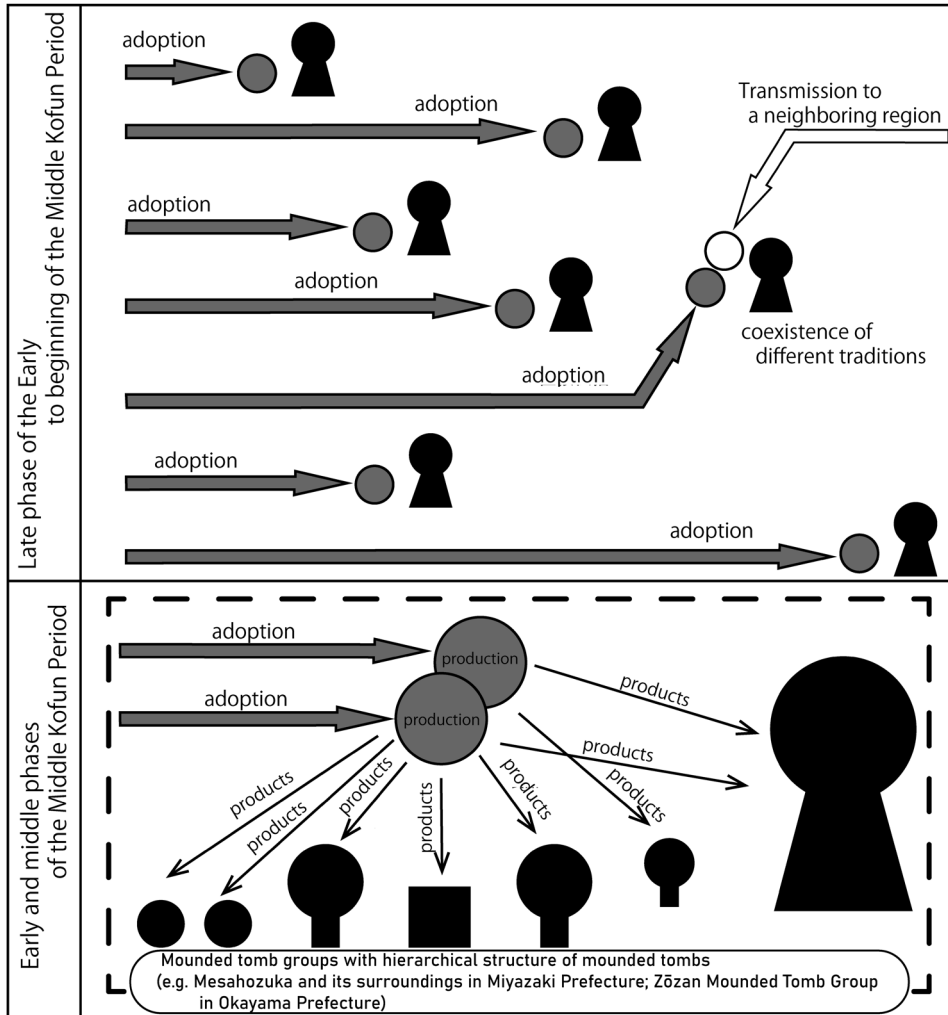 Late phase of the Early
to beginning of the Middle Kofun Period
adoption
adoption
Transmission to
a neighboring region
adoption
adoption
coexistence of
different traditions
adoption
adoption
adoption
Early and middle phases
of the Middle Kofun Period
adoption
production
products
adoption
production
products
products
products
products
products
products
products
Mounded tomb groups with hierarchical structure of mounded tombs
(e.g. Mesahozuka and its surroundings in Miyazaki Prefecture; Zōzan Mounded Tomb Group
in Okayama Prefecture)